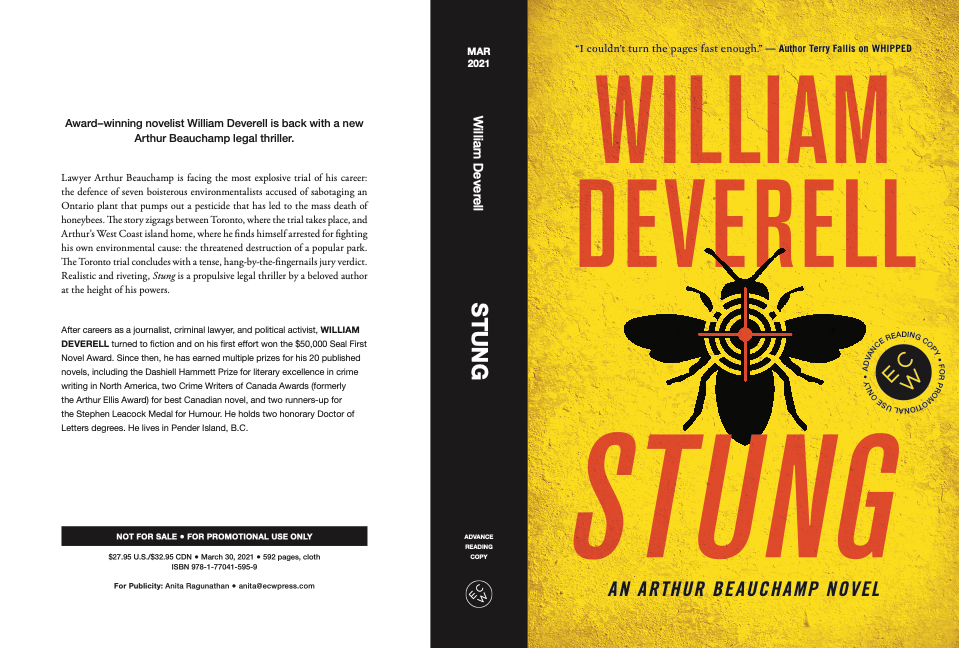 Award–winning novelist William Deverell is back with a new
Arthur Beauchamp legal thriller.
Lawyer Arthur Beauchamp is facing the most explosive trial of his career:
the defence of seven boisterous environmentalists accused of sabotaging an
Ontario plant that pumps out a pesticide that has led to the mass death of
honeybees. The story zigzags between Toronto, where the trial takes place, and
Arthur’s West Coast island home, where he finds himself arrested for fighting
his own environmental cause: the threatened destruction of a popular park.
The Toronto trial concludes with a tense, hang-by-the-fingernails jury verdict.
Realistic and riveting, Stung is a propulsive legal thriller by a beloved author
at the height of his powers.
After careers as a journalist, criminal lawyer, and political activist, WILLIAM
DEVERELL turned to fiction and on his first effort won the $50,000 Seal First
Novel Award. Since then, he has earned multiple prizes for his 20 published
novels, including the Dashiell Hammett Prize for literary excellence in crime
writing in North America, two Crime Writers of Canada Awards (formerly
the Arthur Ellis Award) for best Canadian novel, and two runners-up for
the Stephen Leacock Medal for Humour. He holds two honorary Doctor of
Letters degrees. He lives in Pender Island, B.C.
NOT FOR SALE • FOR PROMOTIONAL USE ONLY
$27.95 U.S./$32.95 CDN • March 30, 2021 • 592 pages, cloth
ISBN 978-1-77041-595-9
For Publicity: Anita Ragunathan • anita@ecwpress.com
MAR
2021
William Deverell
STUNG
ADVANCE
READING
COPY
ECW
“I couldn’t turn the pages fast enough.” — Author Terry Fallis on WHIPPED
WILLIAM
DEVERELL
ADVANCE READING COPY • FOR PROMOTIONAL USE ONLY •
ECW
STUNG
AN ARTHUR BEAUCHAMP NOVEL